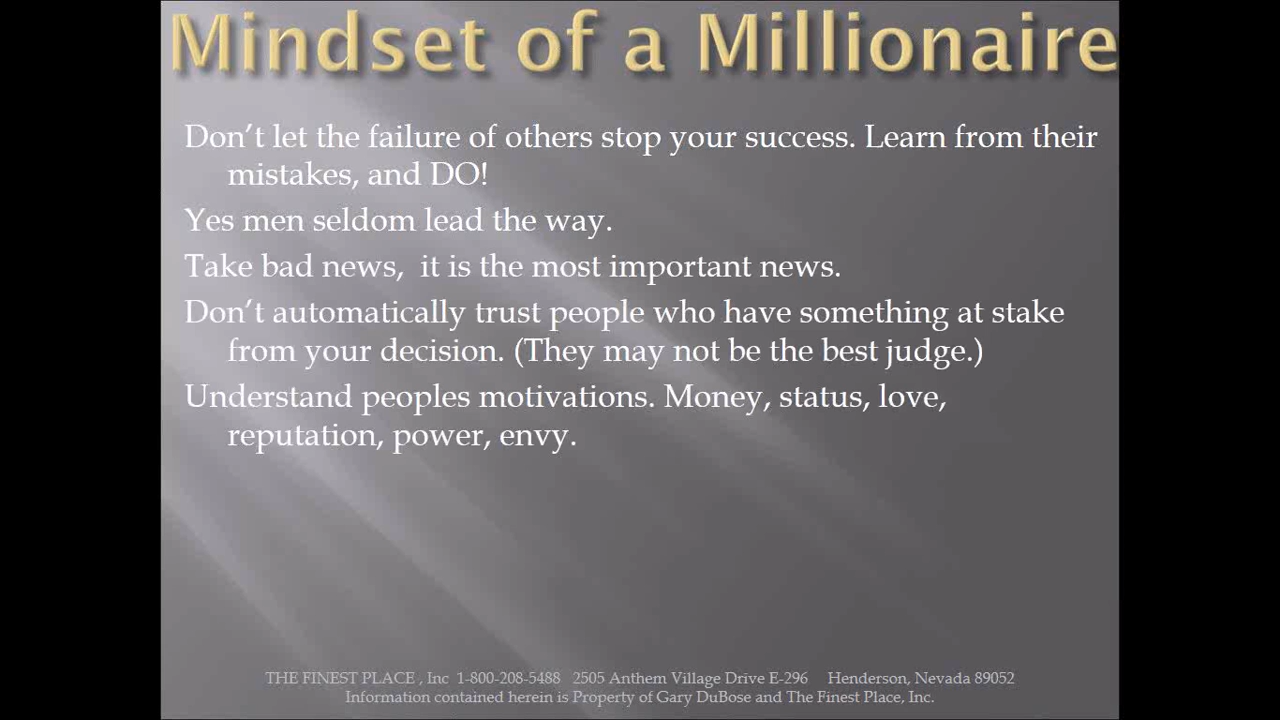 Mindset of a Millionaire
Don’t let the failure of others stop your success. Learn from their
mistakes, and DO!
Yes men seldom lead the way.
Take bad news,  it is the most important news.
Don’t automatically trust people who have something at stake
from your decision. (They may not be the best judge.)
Understand peoples motivations. Money, status, love,
reputation, power, envy.
THE FINEST PLACE , Inc  1-800-208-5488   2505 Anthem Village Drive E-296    Henderson, Nevada 89052
Information contained herein is Property of Gary DuBose and The Finest Place, Inc.